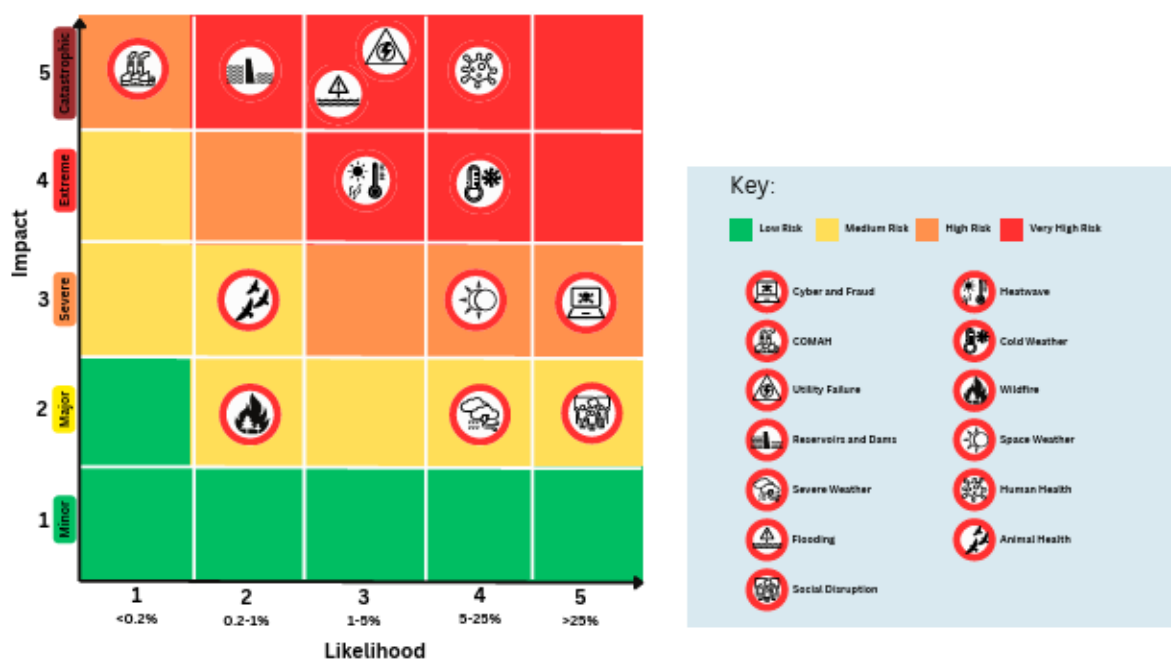 5
Catastrophic
4
Extreme
Impact
3
Severe
2
Major
1
Minor
1
2
3
4
5
<0.2%
0.2-1%
1-5%
5-25%
>25%
Likelihood
Key:
Low Risk
Medium Risk
High Risk
Very High Risk
Cyber and Fraud
Heatwave
COMAH
Cold Weather
Utility Failure
Wildfire
Reservoirs and Dams
Space Weather
Severe Weather
Human Health
Flooding
Animal Health
Social Disruption